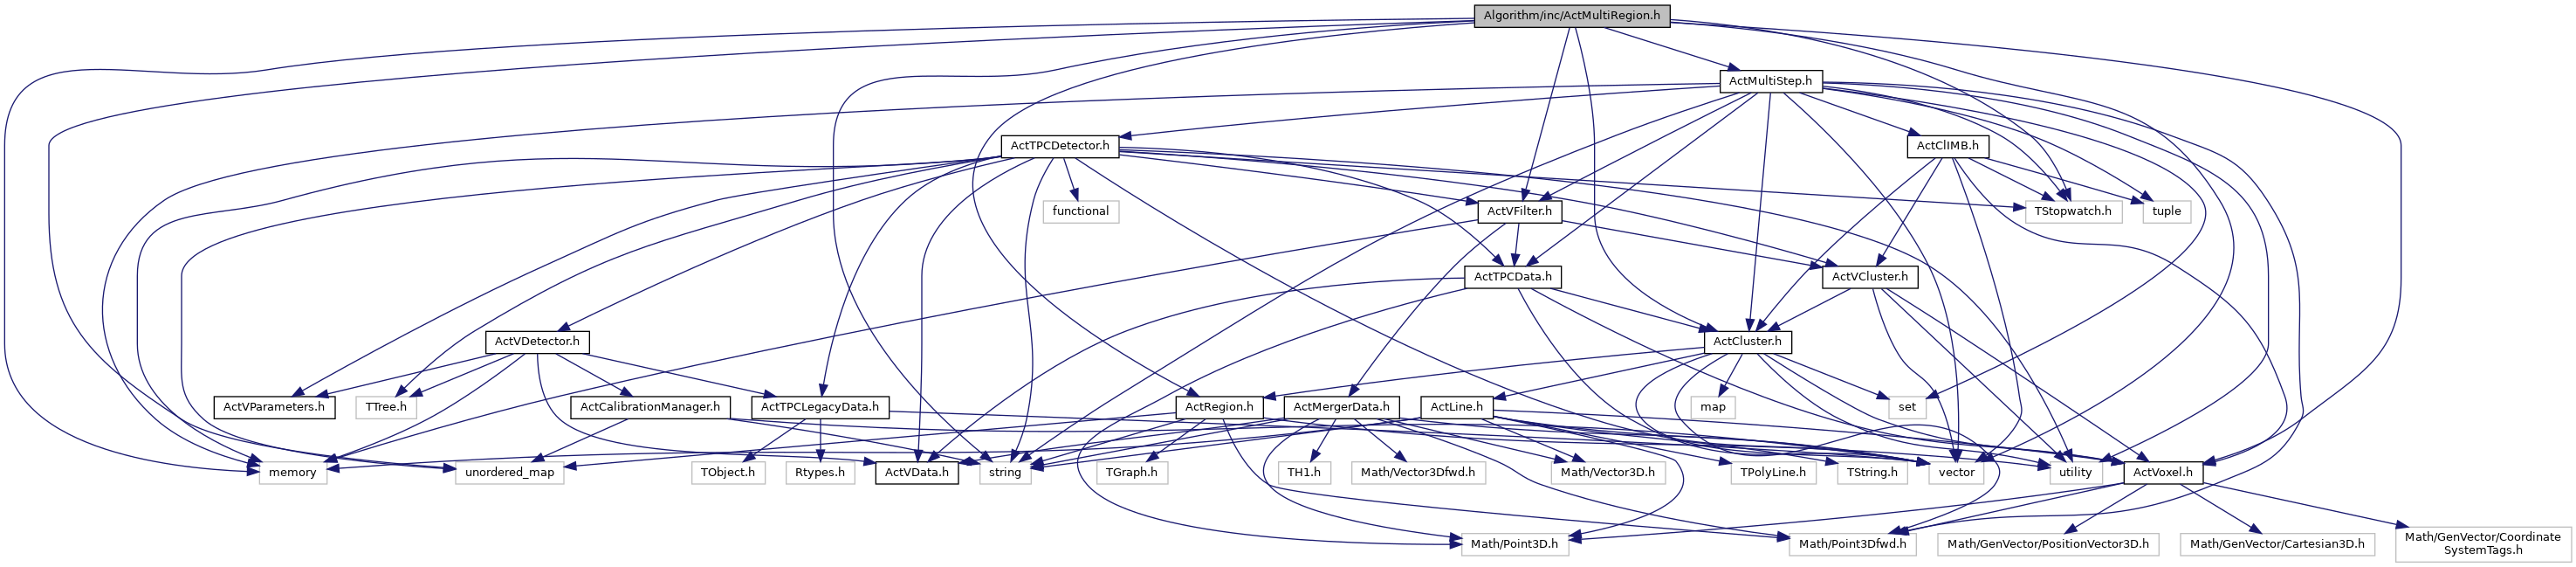 Algorithm/inc/ActMultiRegion.h
ActMultiStep.h
ActTPCDetector.h
ActClIMB.h
functional
ActVFilter.h
TStopwatch.h
tuple
ActTPCData.h
ActVCluster.h
ActVDetector.h
ActCluster.h
ActVParameters.h
TTree.h
ActCalibrationManager.h
ActTPCLegacyData.h
ActRegion.h
ActMergerData.h
ActLine.h
map
set
memory
unordered_map
TObject.h
Rtypes.h
ActVData.h
string
TGraph.h
TH1.h
Math/Vector3Dfwd.h
Math/Vector3D.h
TPolyLine.h
TString.h
vector
utility
ActVoxel.h
Math/Point3D.h
Math/Point3Dfwd.h
Math/GenVector/PositionVector3D.h
Math/GenVector/Cartesian3D.h
Math/GenVector/Coordinate
SystemTags.h